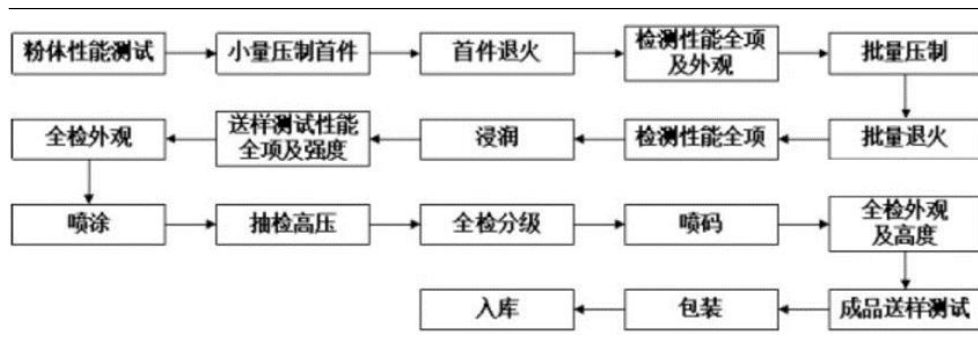 粉体性能测试
小量压制首件
首件退火
检测性能全项
及外观
批量压制
批量退火
检测性能全项
浸润
送样测试性能
全项及强度
全检外观
喷涂
抽检高压
全检分级
喷码
全检外观
及高度
成品送样测试
包装
入库